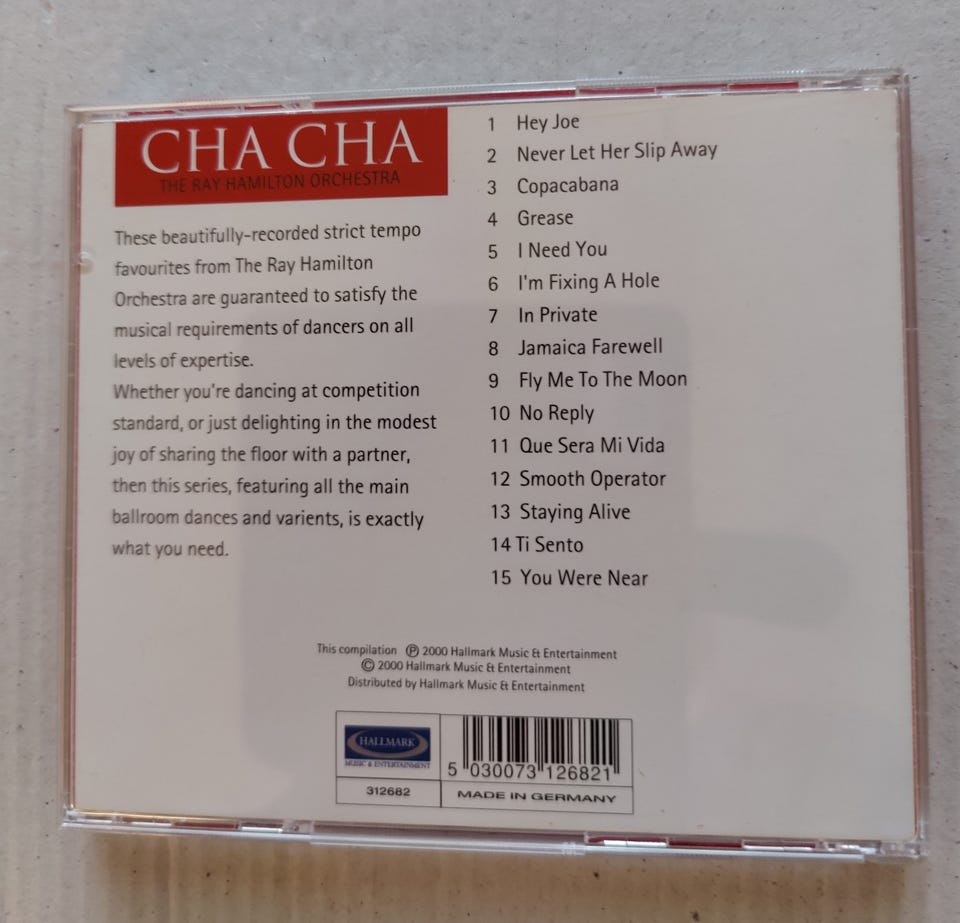 CHA CHA
THE RAY HAMILTON ORCHESTRA
These beautifully-recorded strict tempo
favourites from The Ray Hamilton
Orchestra are guaranteed to satisfy the
musical requirements of dancers on all
levels of expertise.
Whether you're dancing at competition
standard, or just delighting in the modest
joy of sharing the floor with a partner,
then this series, featuring all the main
ballroom dances and varients, is exactly
what you need.
1 Hey Joe
2 Never Let Her Slip Away
3 Copacabana
4 Grease
5 I Need You
6 I'm Fixing A Hole
7 In Private
8 Jamaica Farewell
9 Fly Me To The Moon
10 No Reply
11 Que Sera Mi Vida
12 Smooth Operator
13 Staying Alive
14 Ti Sento
15 You Were Near
This compilation ℗ 2000 Hallmark Music & Entertainment
© 2000 Hallmark Music & Entertainment
Distributed by Hallmark Music & Entertainment
HALLMARK
MUSIC & ENTERTAINMENT
312682
5 030073 126821
MADE IN GERMANY